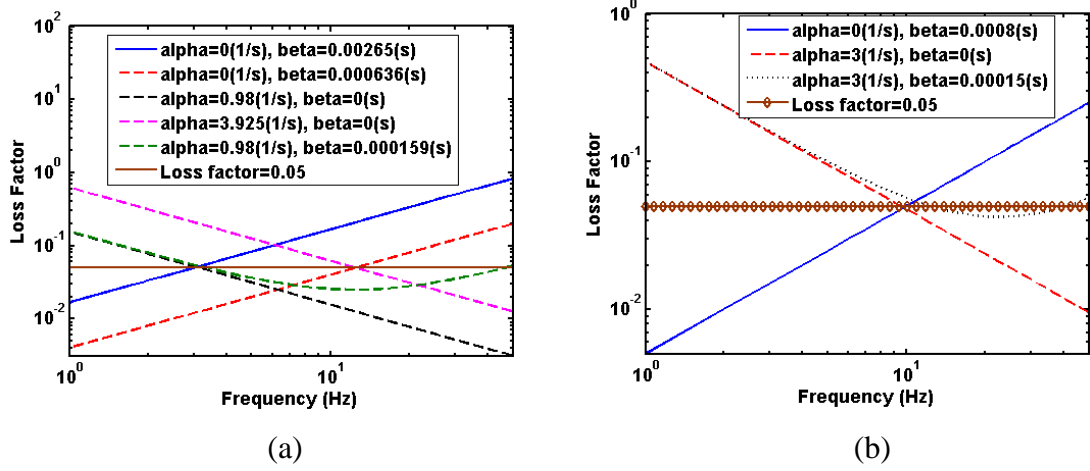 10^2
10^1
10^0
10^-1
10^-2
Loss Factor
alpha=0(1/s), beta=0.00265(s)
alpha=0(1/s), beta=0.000636(s)
alpha=0.98(1/s), beta=0(s)
alpha=3.925(1/s), beta=0(s)
alpha=0.98(1/s), beta=0.000159(s)
Loss factor=0.05
10^0
10^1
Frequency (Hz)
(a)
10^0
10^-1
10^-2
Loss Factor
alpha=0(1/s), beta=0.0008(s)
alpha=3(1/s), beta=0(s)
alpha=3(1/s), beta=0.00015(s)
Loss factor=0.05
10^0
10^1
Frequency (Hz)
(b)